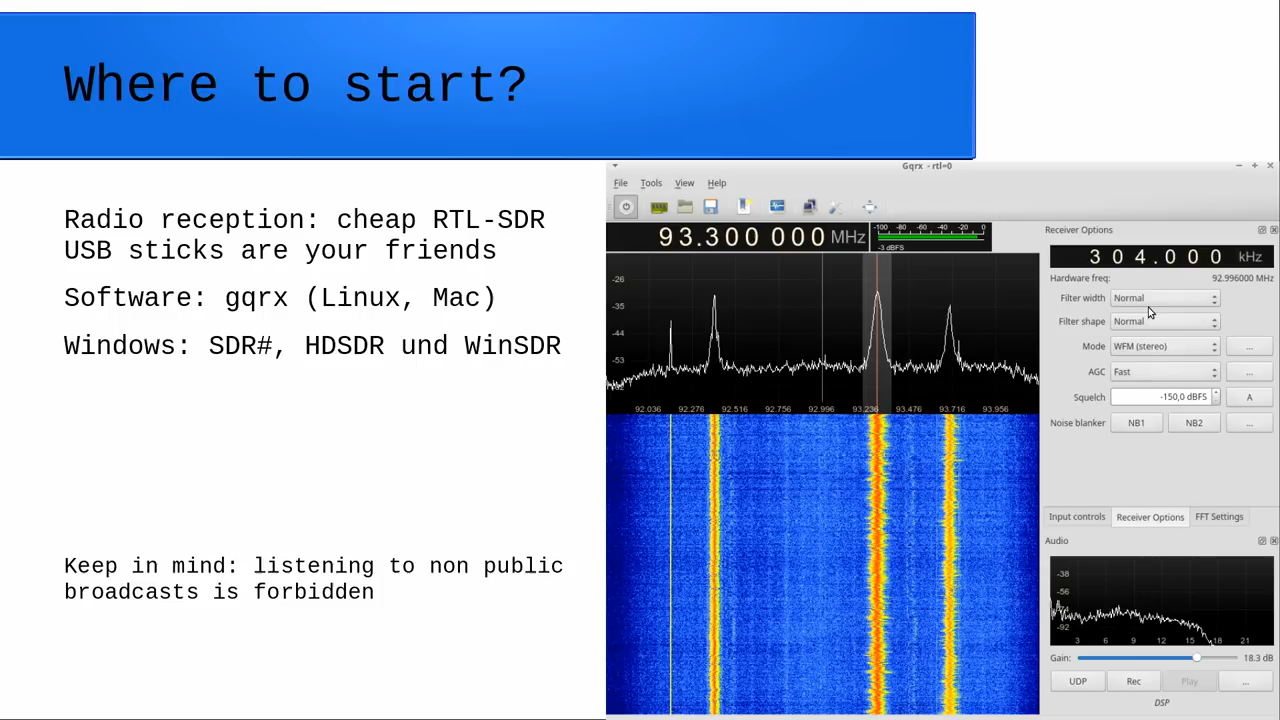 Where to start?
Radio reception: cheap RTL-SDR
USB sticks are your friends
Software: gqrx (Linux, Mac)
Windows: SDR#, HDSDR und WinSDR
Keep in mind: listening to non public
broadcasts is forbidden
Gqrx - rtl=0
File Tools View Help
93.300 000 MHz
-100 -80 -60 -40 -20 0
-3 dBFS
-26
-35
-44
-53
92.036 92.276 92.516 92.756 92.996 93.236 93.476 93.716 93.956
Receiver Options
304.000 kHz
Hardware freq: 92.996000 MHz
Filter width Normal
Filter shape Normal
Mode WFM (stereo) ...
AGC Fast ...
Squelch -150,0 dBFS A
Noise blanker NB1 NB2 ...
Input controls Receiver Options FFT Settings
Audio
-38
-56
-92
3 6 9 12 15 18 21
Gain: 18.3 dB
UDP Rec Play ...
DSP